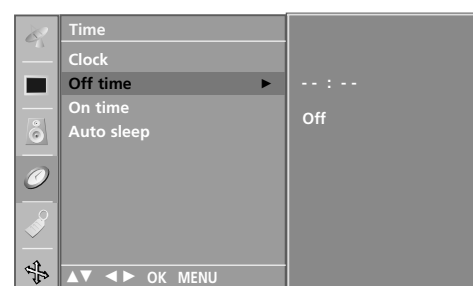 Time
Clock
Off time ►
On time
Auto sleep
-- : --
Off
▲▼ ◄► OK MENU